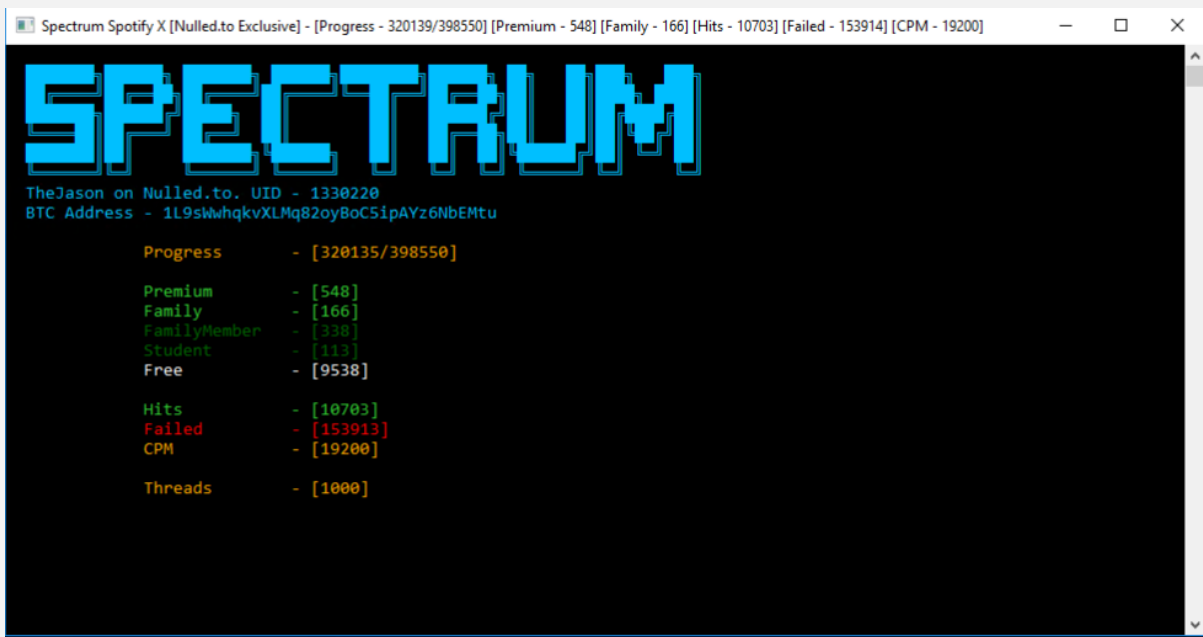 Spectrum Spotify X [Nulled.to Exclusive] - [Progress - 320139/398550] [Premium - 548] [Family - 166] [Hits - 10703] [Failed - 153914] [CPM - 19200]
SPECTRUM
TheJason on Nulled.to. UID - 1330220
BTC Address - 1L9sWwhqkvXLMq82oyBoC5ipAYz6NbEMtu
Progress - [320135/398550]
Premium - [548]
Family - [166]
FamilyMember - [338]
Student - [113]
Free - [9538]
Hits - [10703]
Failed - [153913]
CPM - [19200]
Threads - [1000]